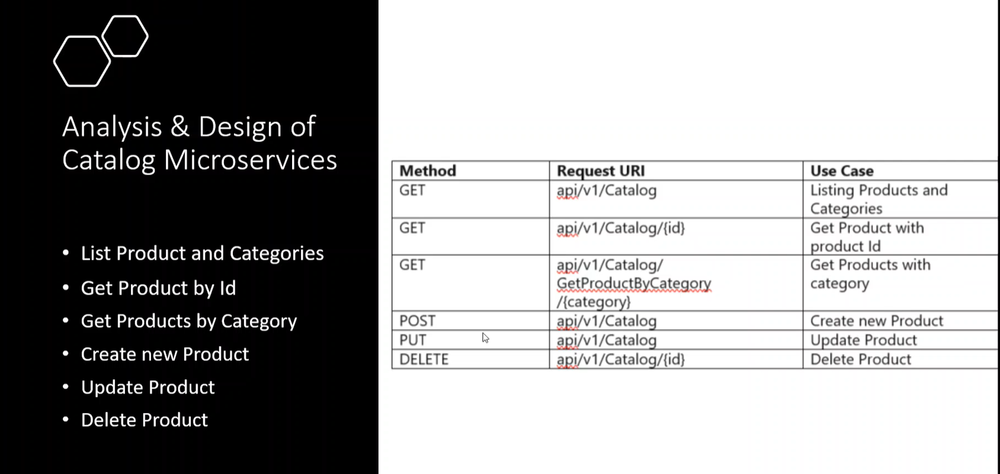 Analysis & Design of
Catalog Microservices
• List Product and Categories
• Get Product by Id
• Get Products by Category
• Create new Product
• Update Product
• Delete Product
Method Request URI Use Case
GET api/v1/Catalog Listing Products and
Categories
GET api/v1/Catalog/{id} Get Product with
product Id
GET api/v1/Catalog/ Get Products with
GetProductByCategory category
/{category}
POST api/v1/Catalog Create new Product
PUT api/v1/Catalog Update Product
DELETE api/v1/Catalog/{id} Delete Product